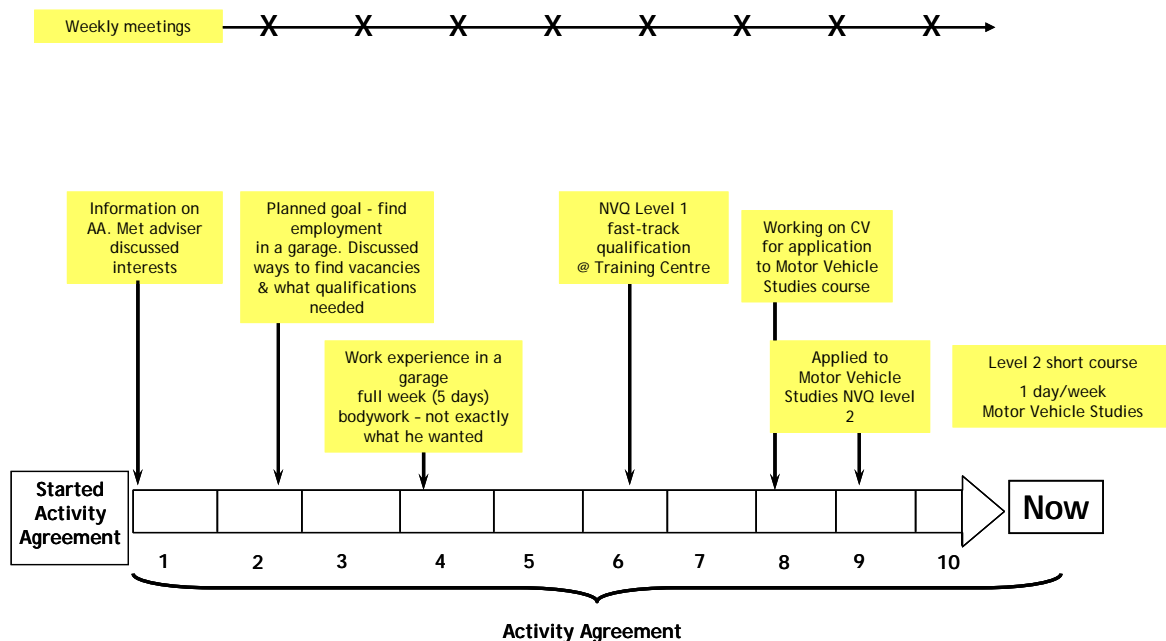 Weekly meetings
X X X X X X X X
Information on
AA. Met adviser
discussed
interests
Planned goal - find
employment
in a garage. Discussed
ways to find vacancies
& what qualifications
needed
NVQ Level 1
fast-track
qualification
@ Training Centre
Working on CV
for application
to Motor Vehicle
Studies course
Work experience in a
garage
full week (5 days)
bodywork - not exactly
what he wanted
Applied to
Motor Vehicle
Studies NVQ level
2
Level 2 short course
1 day/week
Motor Vehicle Studies
Started
Activity
Agreement
Now
1 2 3 4 5 6 7 8 9 10
Activity Agreement